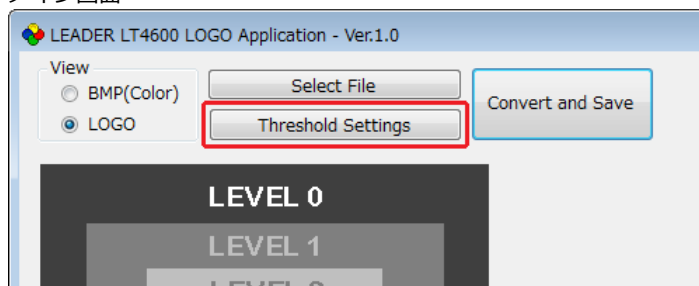 LEADER LT4600 LOGO Application - Ver.1.0
View
BMP(Color)
LOGO
Select File
Threshold Settings
Convert and Save
LEVEL 0
LEVEL 1